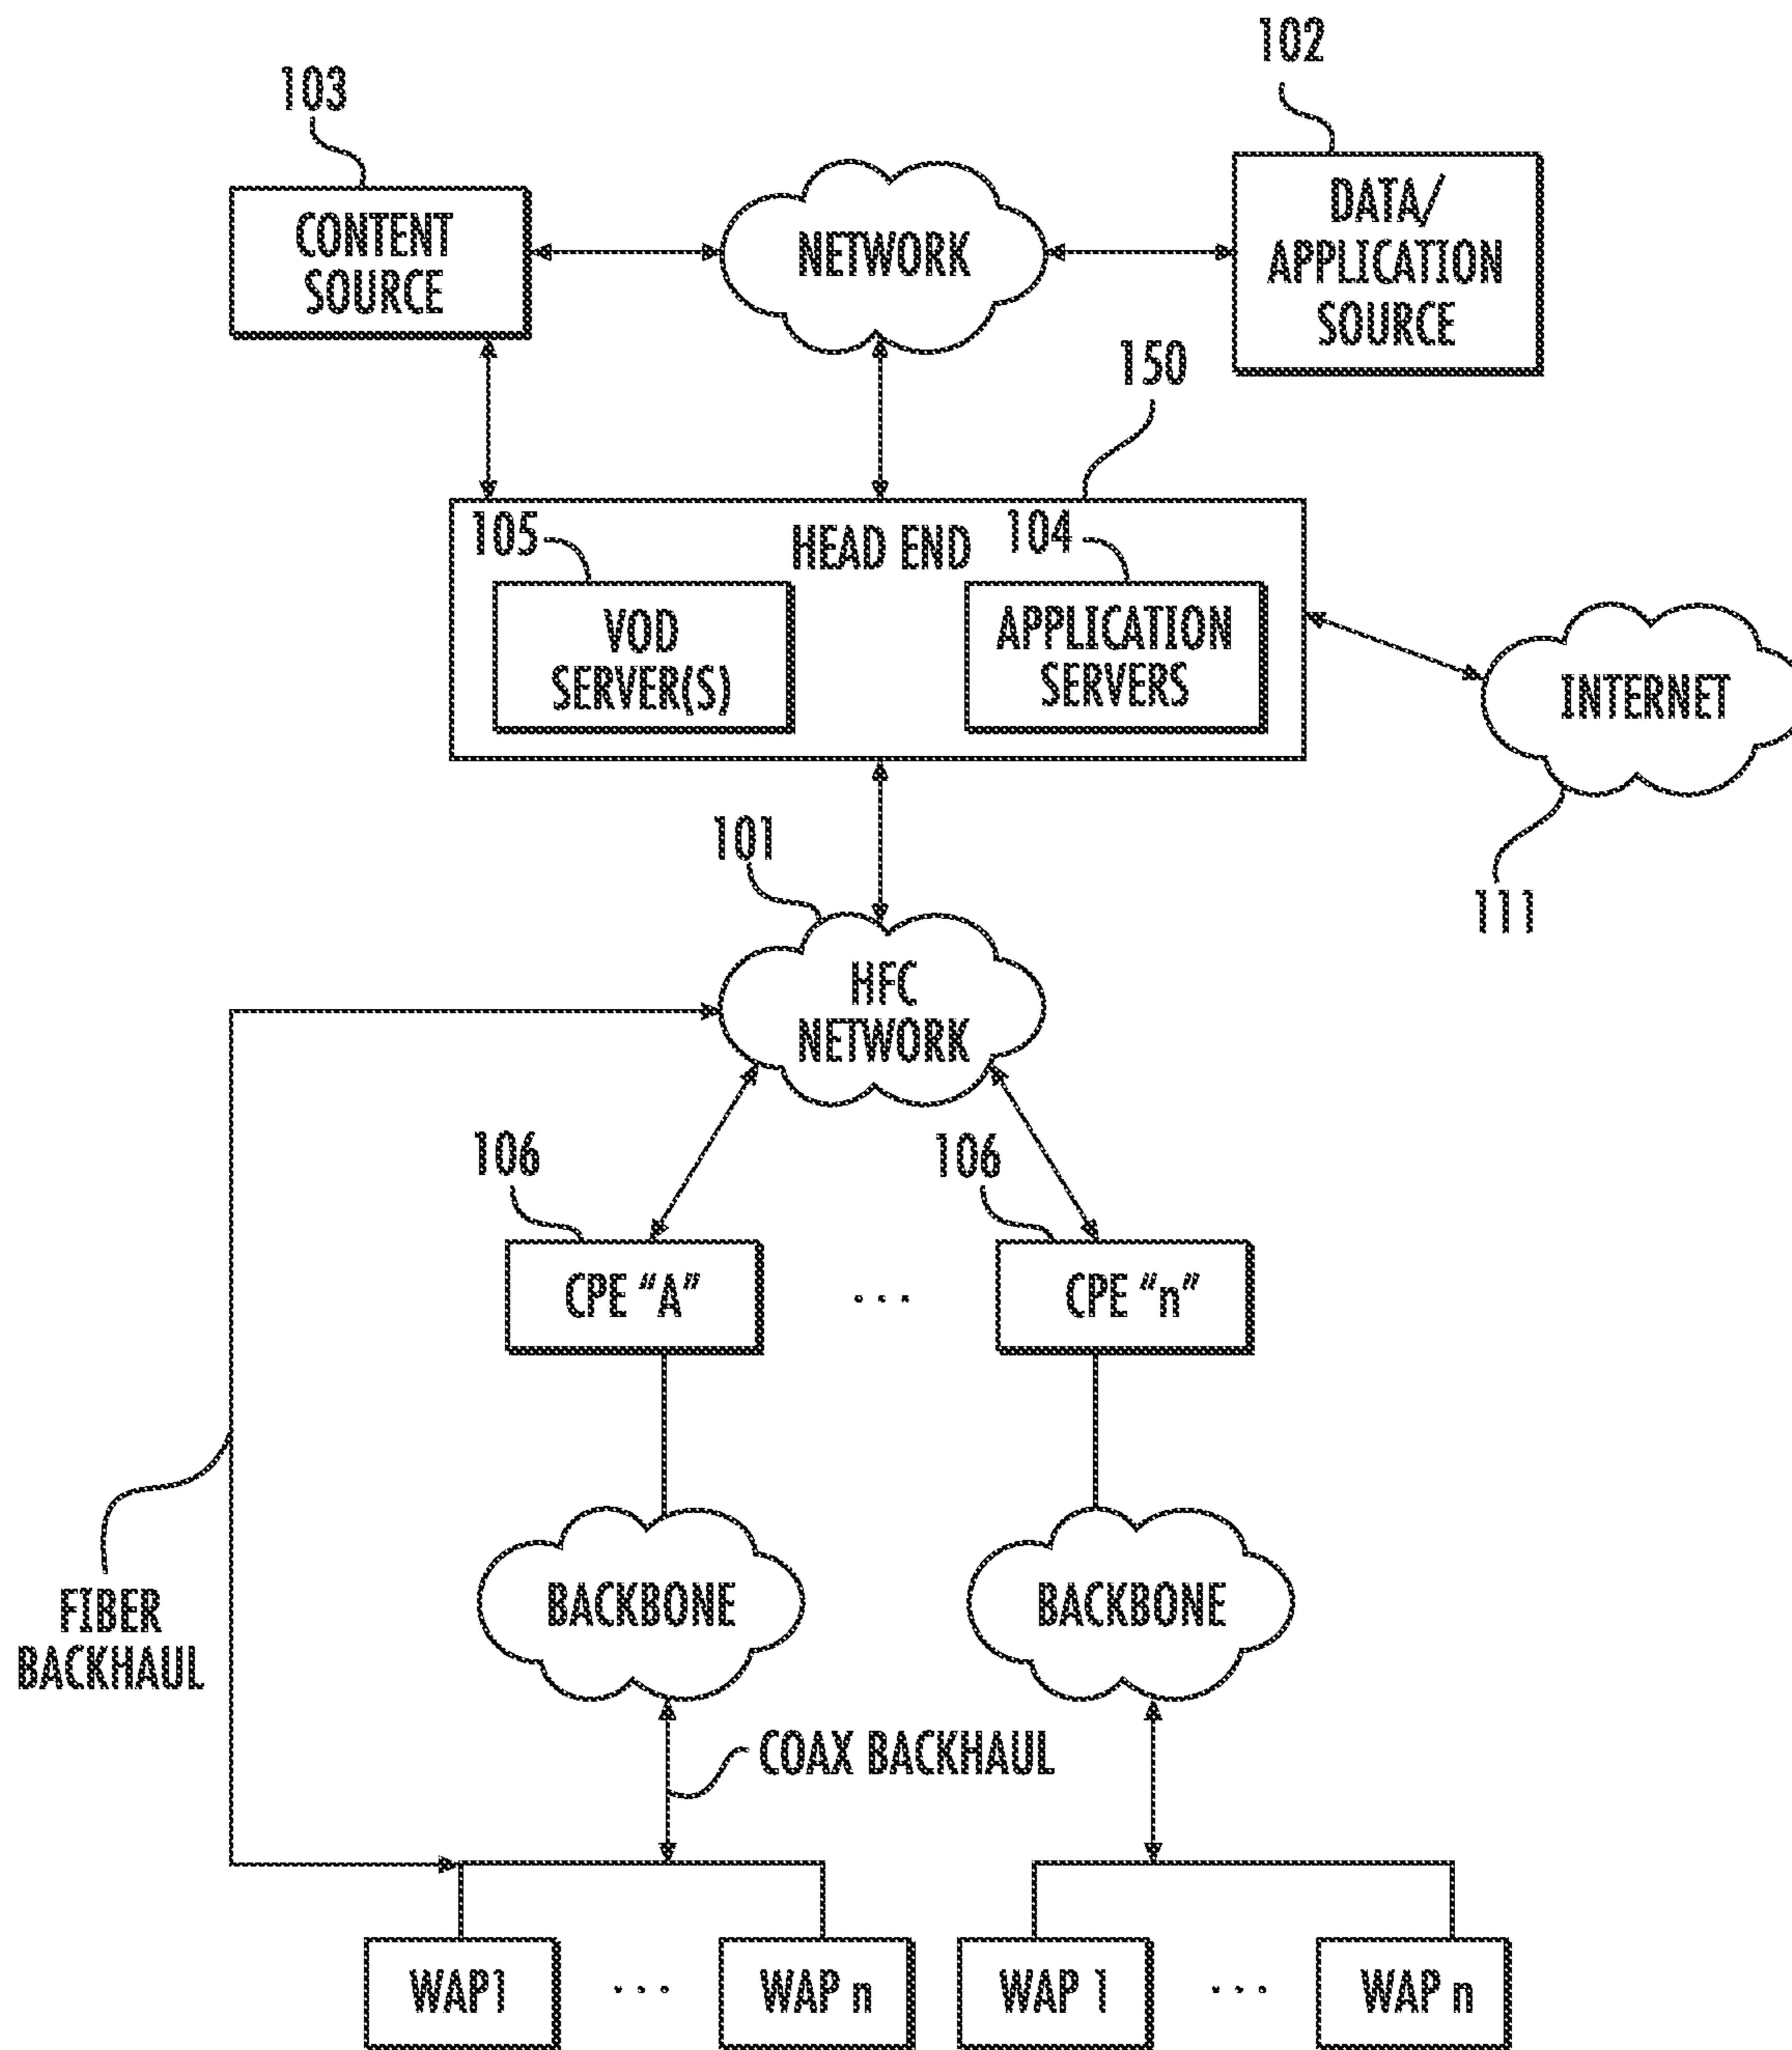 102
103
CONTENT
SOURCE
NETWORK
DATA/
APPLICATION
SOURCE
150
105
HEAD END
104
VOD
SERVER(S)
APPLICATION
SERVERS
INTERNET
101
111
HFC
NETWORK
106
106
CPE "A"
...
CPE "n"
FIBER
BACKHAUL
BACKBONE
BACKBONE
COAX BACKHAUL
WAP1
...
WAP n
WAP 1
...
WAP n